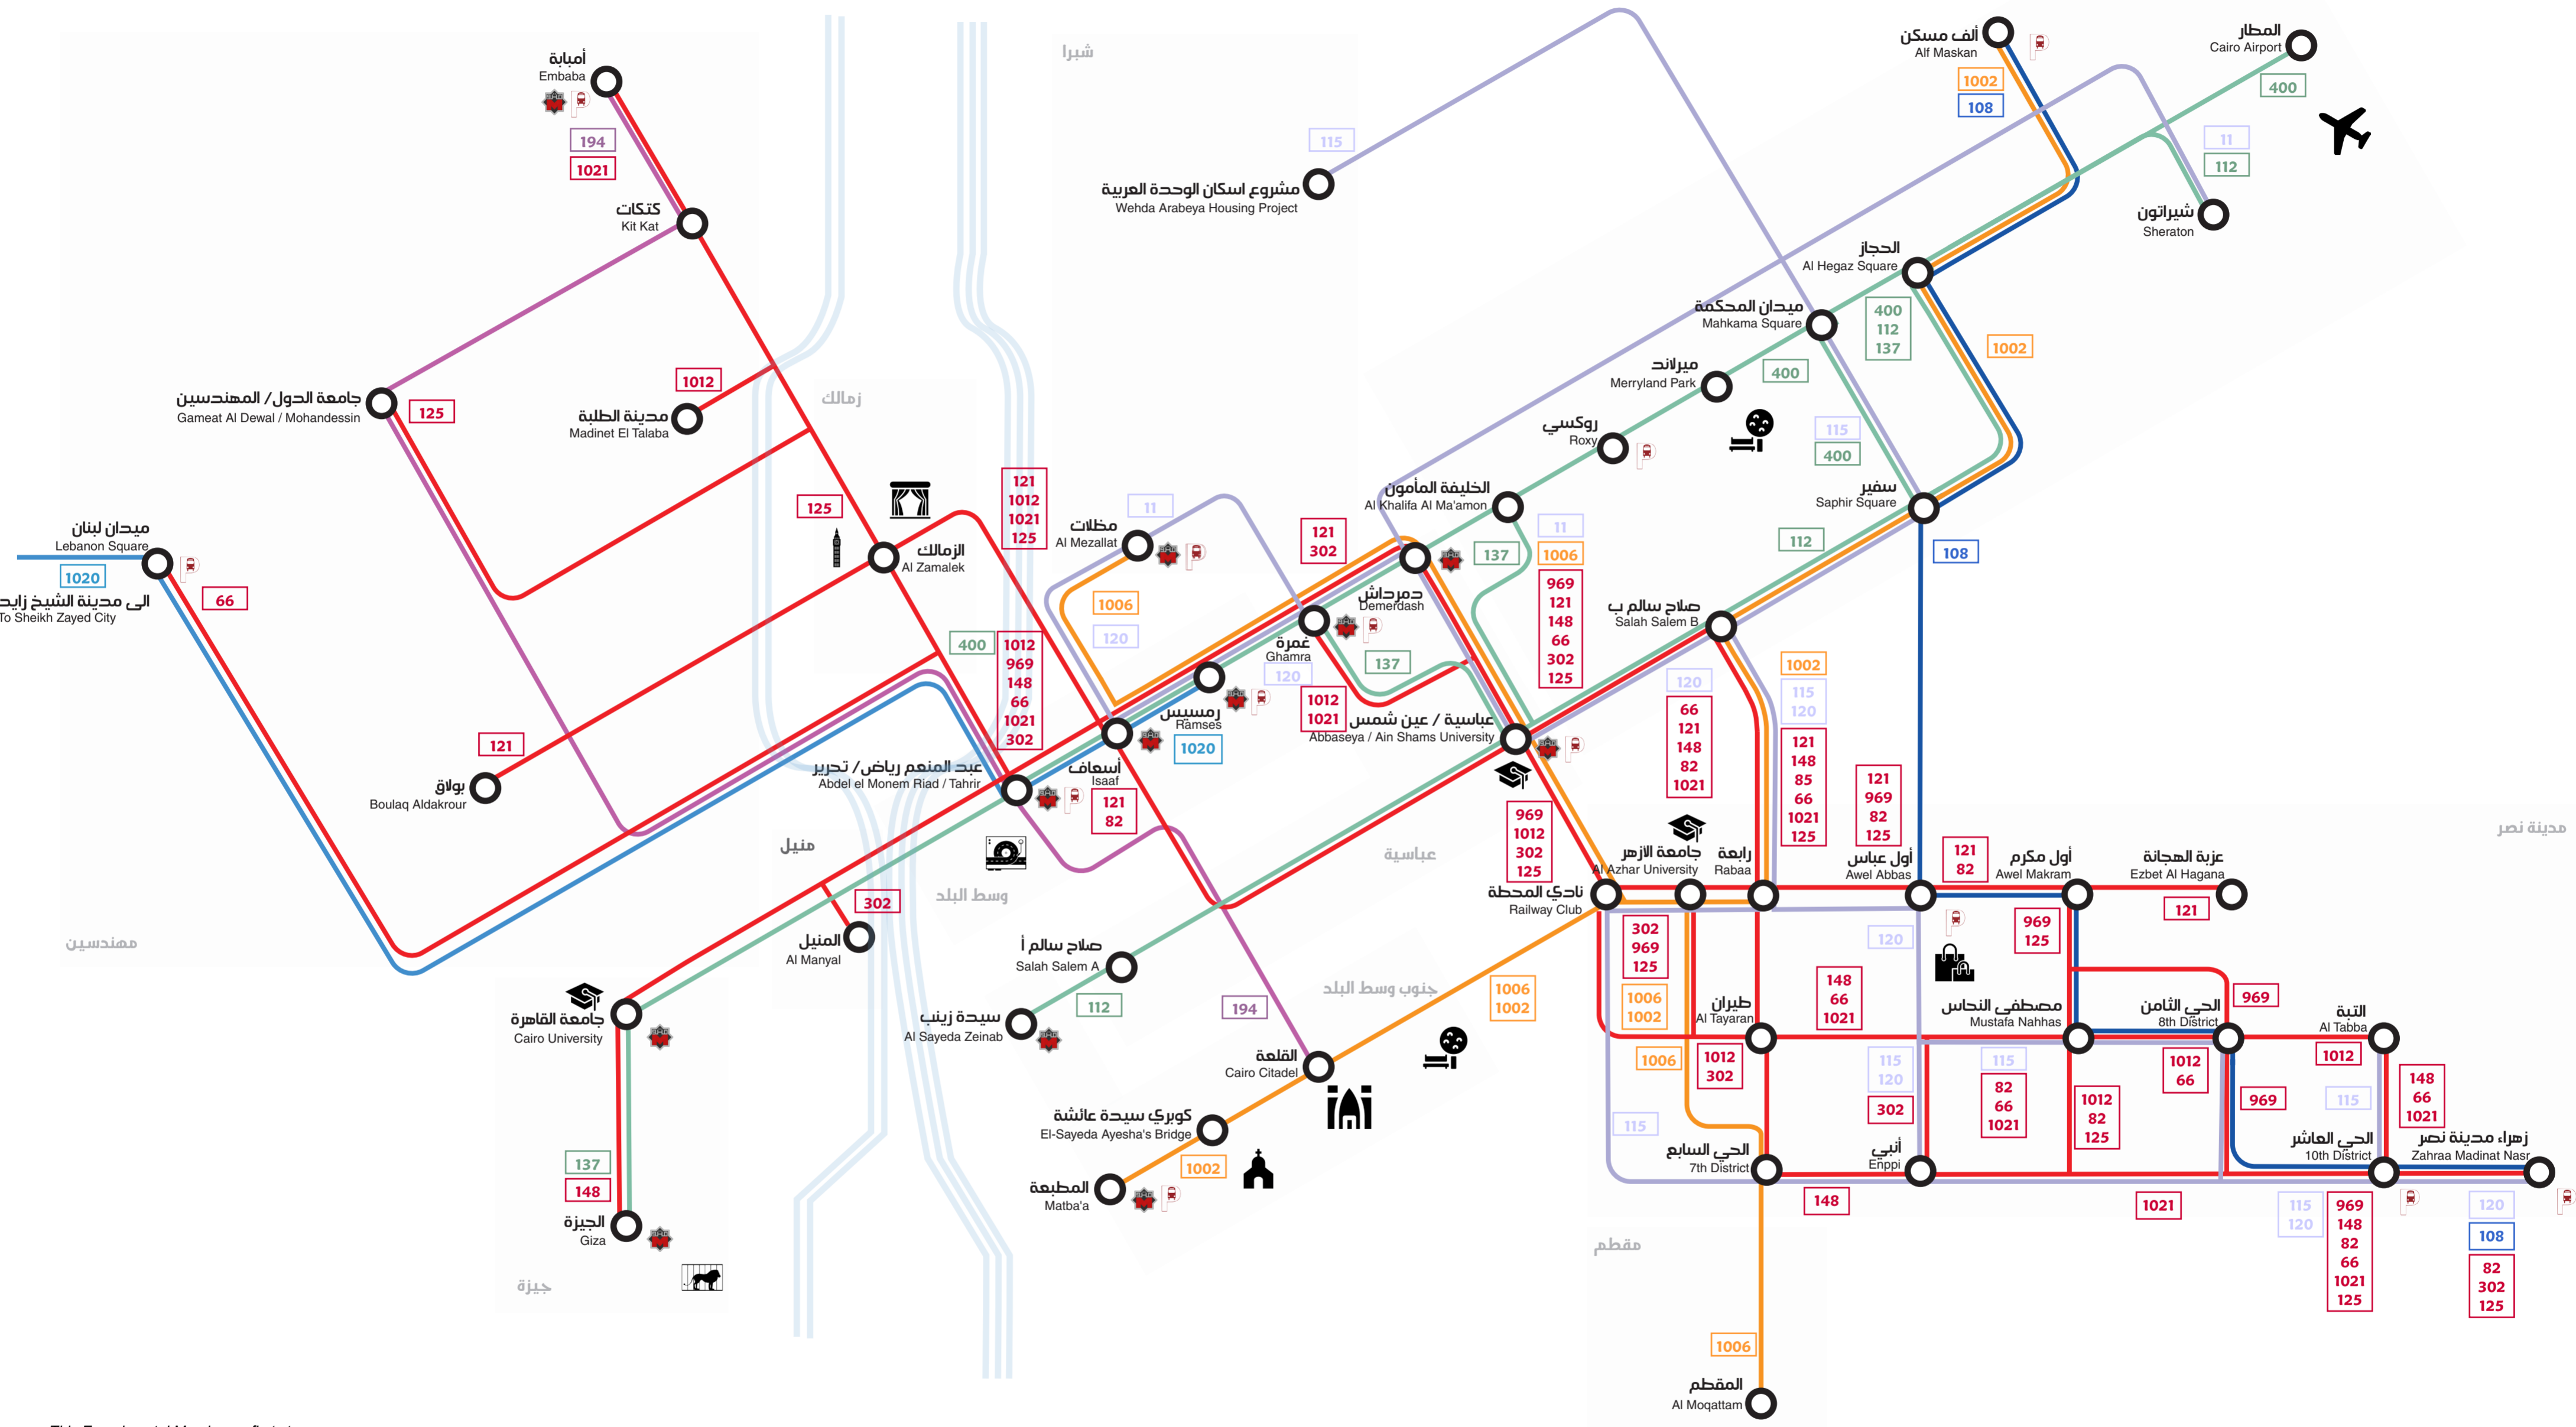 شبرا
ألف مسكن
Alf Maskan
1002
108
المطار
Cairo Airport
400
أمبابة
Embaba
194
1021
115
مشروع اسكان الوحدة العربية
Wehda Arabeya Housing Project
11
112
شيراتون
Sheraton
كتكات
Kit Kat
الحجاز
Al Hegaz Square
400
112
137
1002
ميدان المحكمة
Mahkama Square
ميرلاند
Merryland Park
400
1012
مدينة الطلبة
Madinet El Talaba
زمالك
جامعة الدول/ المهندسين
Gameat Al Dewal / Mohandessin
125
روكسي
Roxy
115
400
الخليفة المأمون
Al Khalifa Al Ma'amon
سفير
Saphir Square
121
1012
1021
125
125
الزمالك
Al Zamalek
11
مظلات
Al Mezallat
121
302
137
11
1006
969
121
148
66
302
125
112
108
ميدان لبنان
Lebanon Square
1020
66
الى مدينة الشيخ زايد
To Sheikh Zayed City
1006
120
دمرداش
Demerdash
صلاح سالم ب
Salah Salem B
غمرة
Ghamra
120
137
1012
1021
400
1012
969
148
66
1021
302
رمسيس
Ramses
1020
عباسية / عين شمس
Abbaseya / Ain Shams University
120
66
121
148
82
1021
1002
115
120
121
148
85
66
1021
125
121
بولاق
Boulaq Aldakrour
عبد المنعم رياض/ تحرير
Abdel el Monem Riad / Tahrir
أسعاف
Isaaf
121
82
969
1012
302
125
121
969
82
125
مدينة نصر
منيل
عباسية
وسط البلد
جامعة الأزهر
Al Azhar University
رابعة
Rabaa
أول عباس
Awel Abbas
121
82
أول مكرم
Awel Makram
عزبة الهجانة
Ezbet Al Hagana
121
نادي المحطة
Railway Club
302
المنيل
Al Manyal
مهندسين
صلاح سالم أ
Salah Salem A
302
969
125
1006
1002
120
969
125
جنوب وسط البلد
1006
1002
112
194
سيدة زينب
Al Sayeda Zeinab
جامعة القاهرة
Cairo University
طيران
Al Tayaran
148
66
1021
مصطفى النحاس
Mustafa Nahhas
الحي الثامن
8th District
969
التبة
Al Tabba
1012
القلعة
Cairo Citadel
1006
1012
302
115
120
302
115
82
66
1021
1012
82
125
1012
66
969
115
148
66
1021
كوبري سيدة عائشة
El-Sayeda Ayesha's Bridge
115
الحي السابع
7th District
أنبي
Enppi
الحي العاشر
10th District
زهراء مدينة نصر
Zahraa Madinat Nasr
1002
المطبعة
Matba'a
137
148
الجيزة
Giza
148
1021
115
120
969
148
82
66
1021
125
120
108
82
302
125
مقطم
جيزة
1006
المقطم
Al Moqattam